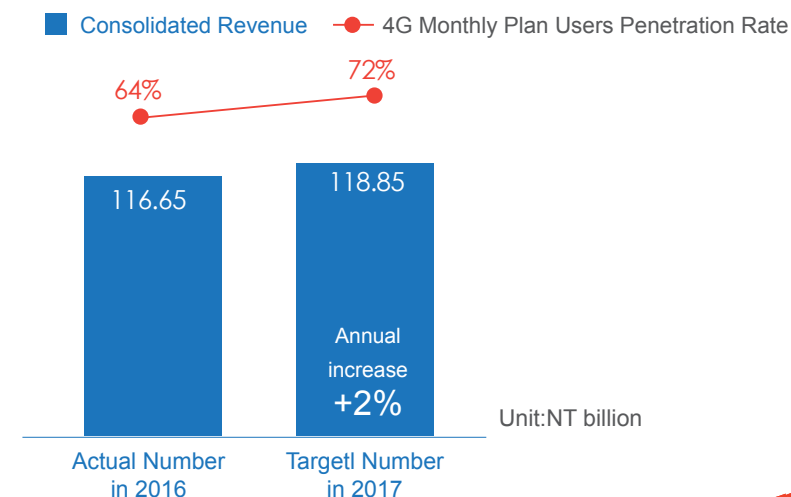 Consolidated Revenue 4G Monthly Plan Users Penetration Rate
64%
72%
116.65
118.85
Annual
increase
+2%
Unit:NT billion
Actual Number
in 2016
Targetl Number
in 2017